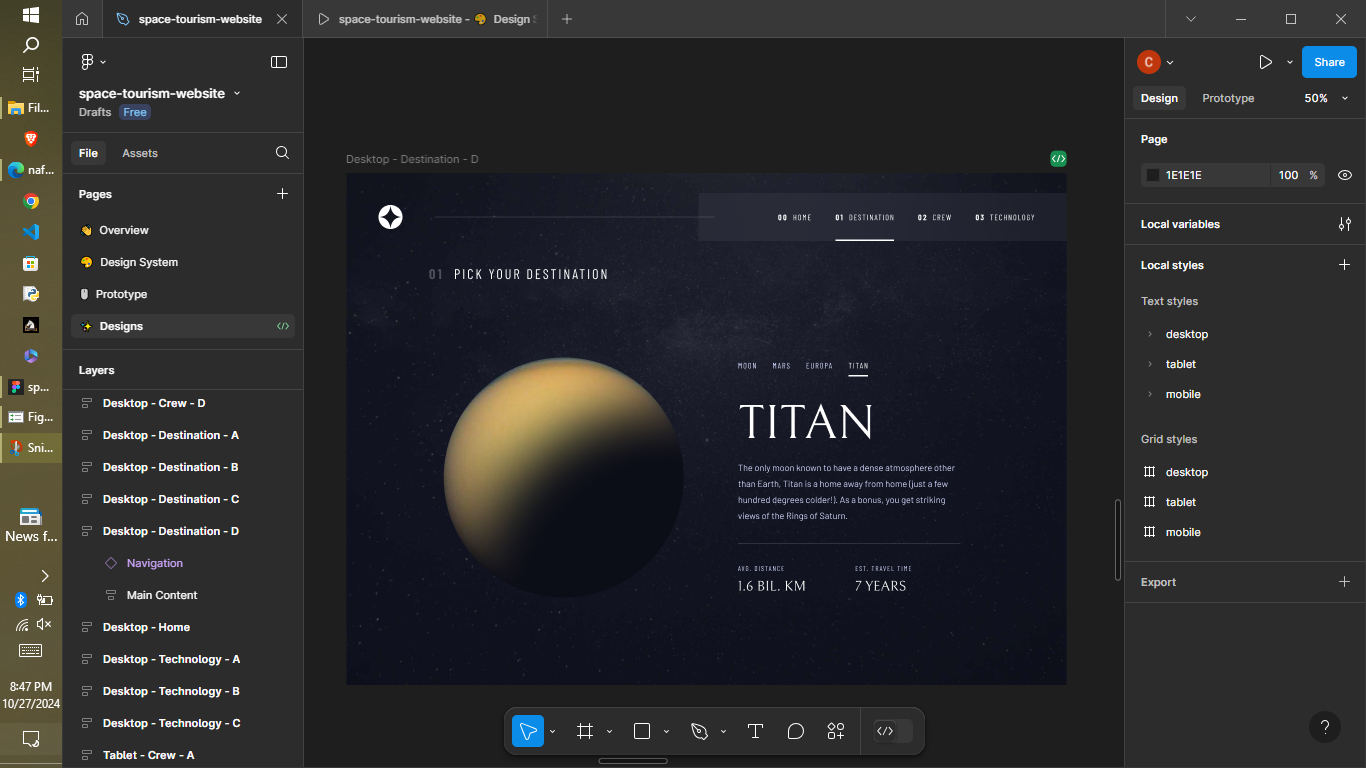 space-tourism-website
space-tourism-website - Design
space-tourism-website
Drafts Free
File Assets
Pages
Overview
Design System
Prototype
Designs
Layers
Desktop - Crew - D
Desktop - Destination - A
Desktop - Destination - B
Desktop - Destination - C
Desktop - Destination - D
Navigation
Main Content
Desktop - Home
Desktop - Technology - A
Desktop - Technology - B
Desktop - Technology - C
Tablet - Crew - A
Fil...
naf...
sp...
Fig...
Sni...
News f...
8:47 PM
10/27/2024
Desktop - Destination - D
00 HOME 01 DESTINATION 02 CREW 03 TECHNOLOGY
01 PICK YOUR DESTINATION
MOON MARS EUROPA TITAN
TITAN
The only moon known to have a dense atmosphere other
than Earth, Titan is a home away from home (just a few
hundred degrees colder!). As a bonus, you get striking
views of the Rings of Saturn.
AVG. DISTANCE EST. TRAVEL TIME
1.6 BIL. KM 7 YEARS
C
Share
Design Prototype 50%
Page
1E1E1E 100 %
Local variables
Local styles
Text styles
desktop
tablet
mobile
Grid styles
desktop
tablet
mobile
Export
?